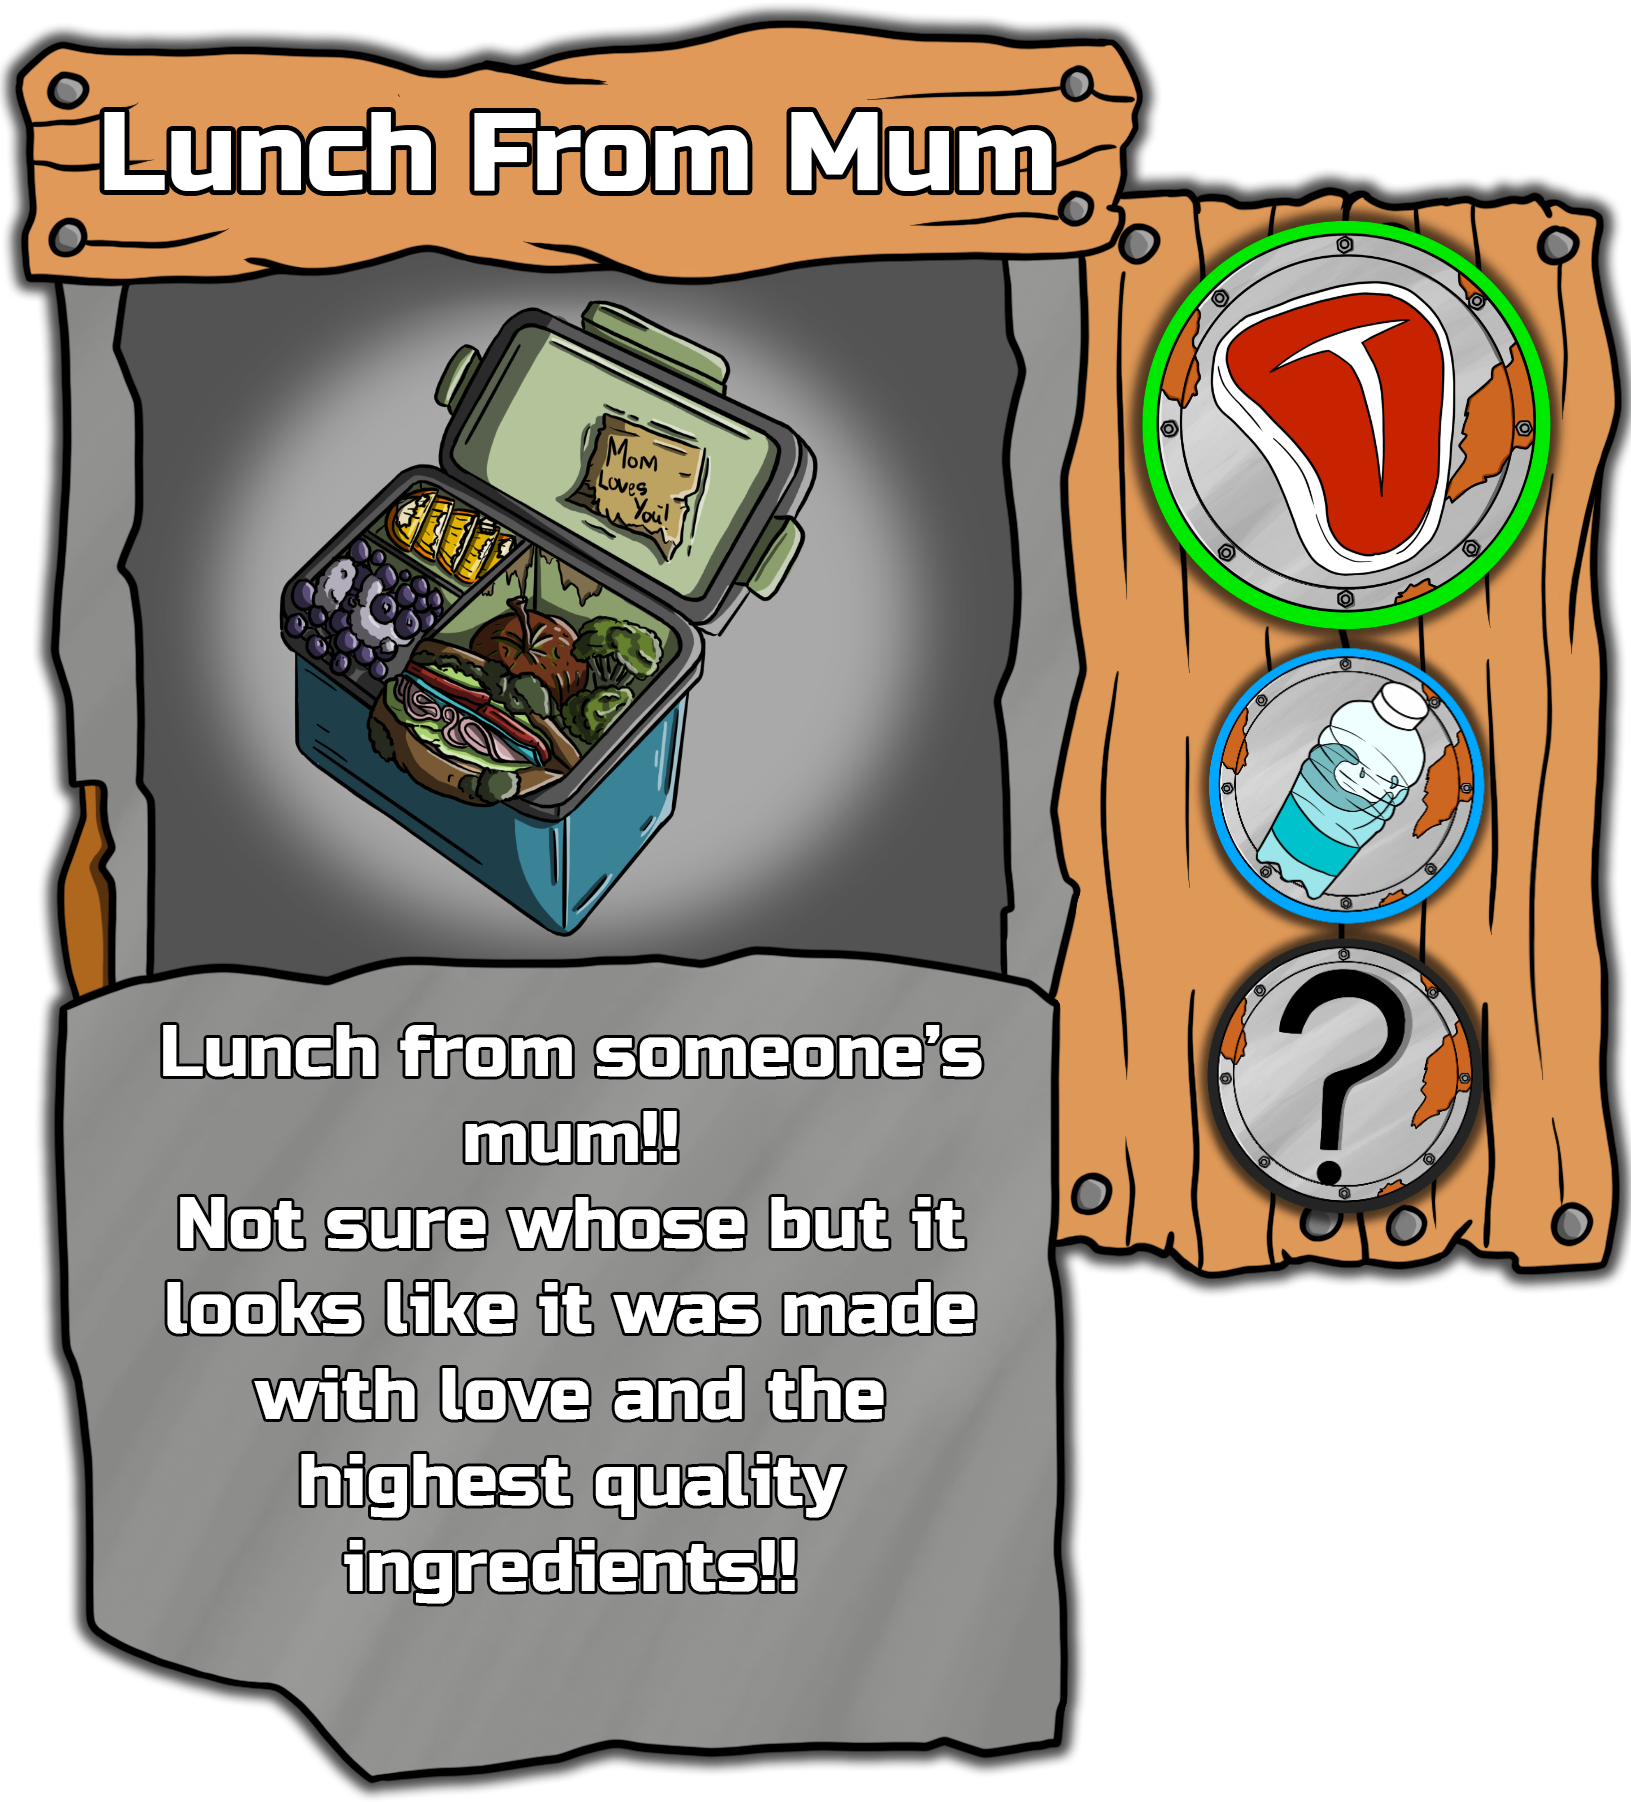 Lunch From Mum
Mom
Loves
You!
Lunch from someone's
mum!!
Not sure whose but it
looks like it was made
with love and the
highest quality
ingredients!!
?